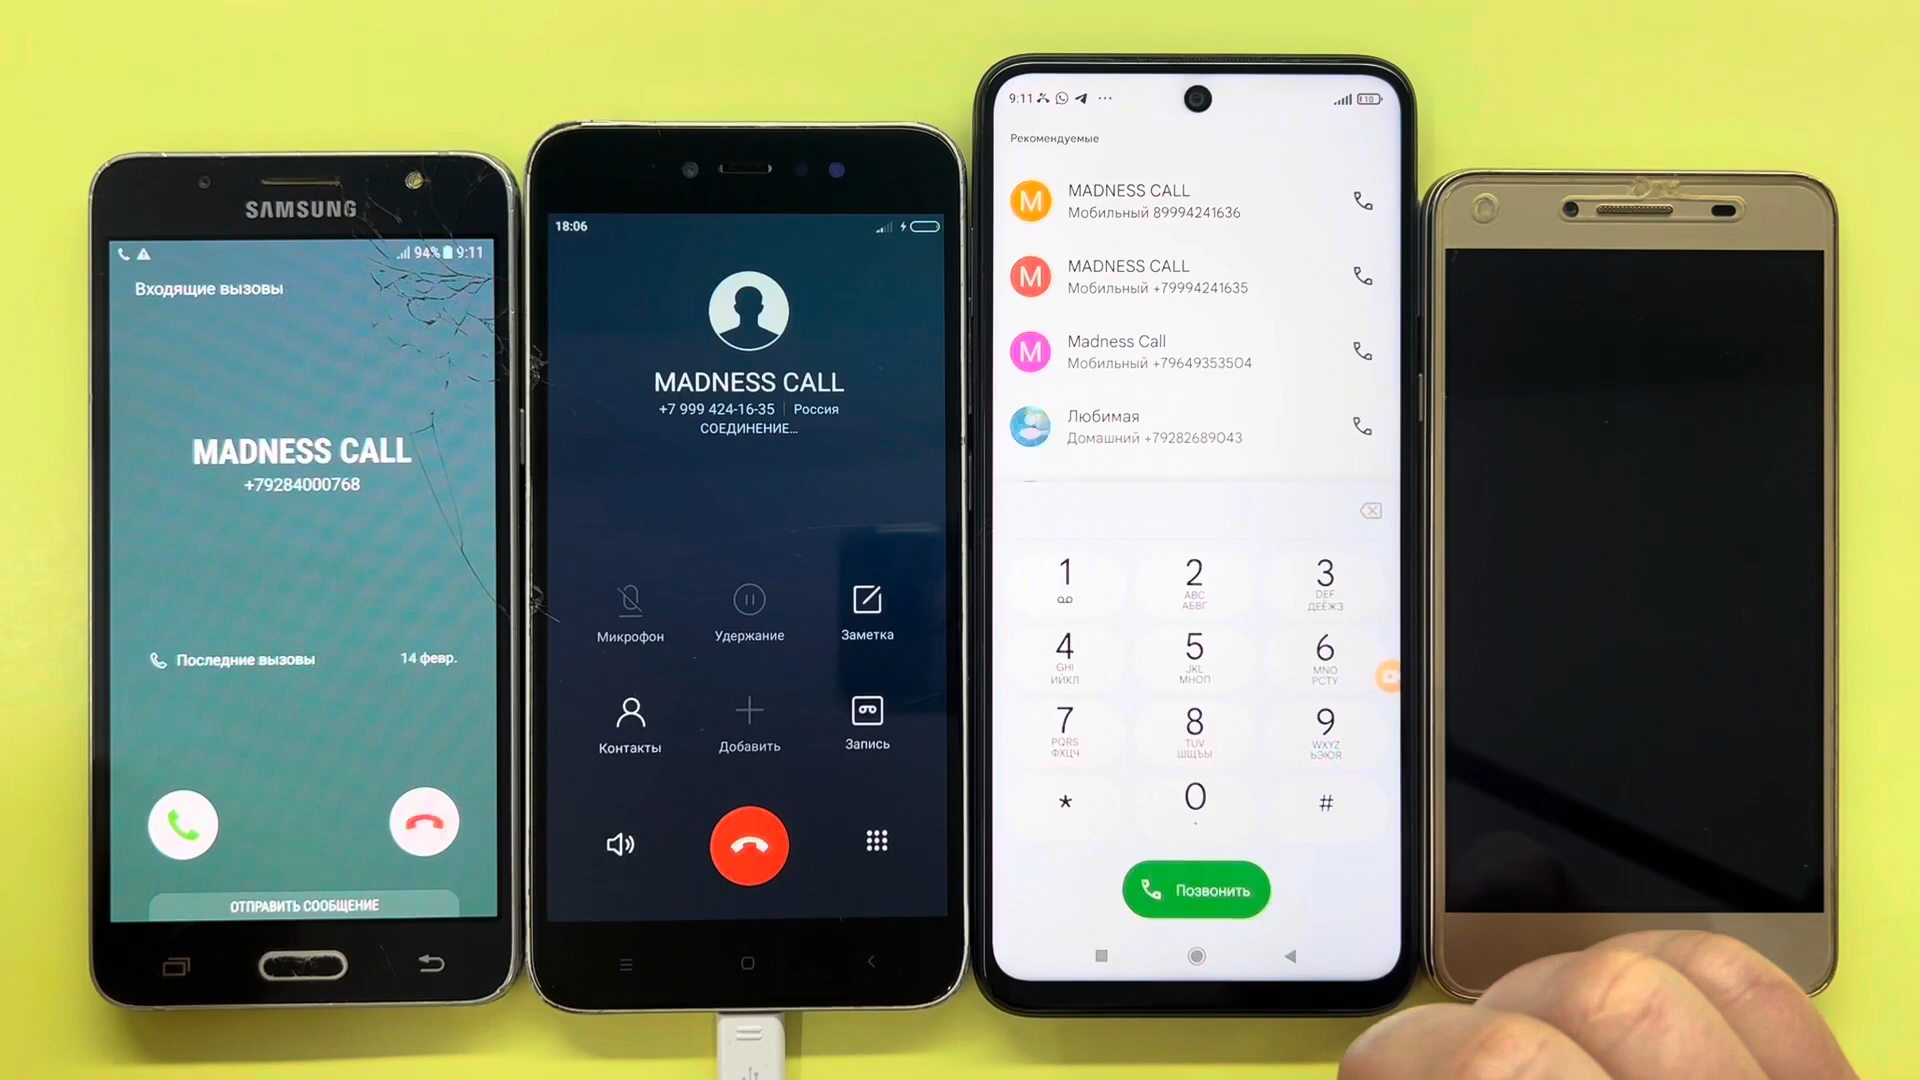 SAMSUNG
94% 9:11
Входящие вызовы
MADNESS CALL
+79284000768
Последние вызовы 14 февр.
ОТПРАВИТЬ СООБЩЕНИЕ
18:06
MADNESS CALL
+7 999 424-16-35 | Россия
СОЕДИНЕНИЕ...
Микрофон Удержание Заметка
Контакты Добавить Запись
9:11 ... 10
Рекомендуемые
MADNESS CALL
Мобильный 89994241636
M
MADNESS CALL
Мобильный +79994241635
M
Madness Call
Мобильный +79649353504
M
Любимая
Домашний +79282689043
1 2 3
ABC DEF
АБВГ ДЕЁЖЗ
4 5 6
GHI JKL MNO
ИЙКЛ МНОП РСТУ
7 8 9
PQRS TUV WXYZ
ФХЦЧ ШЩЪЫ ЬЭЮЯ
* 0 #
Позвонить